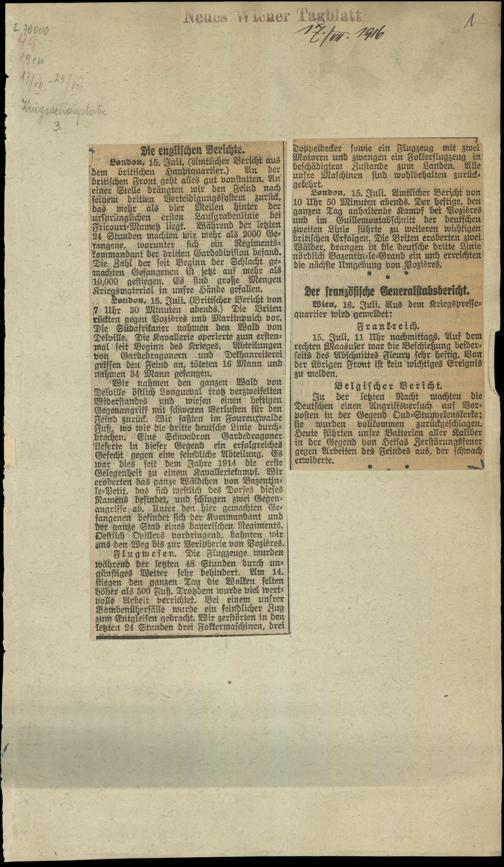 Neues Wiener Tagblatt
17/VII. 1916
1
L 70000
49
1916
17/VII - 23/VII
Kriegsschauplätze
3.
Die englischen Berichte.
London, 15. Juli. (Amtlicher Bericht aus
dem britischen Hauptquartier.) An der
britischen Front geht alles gut vonstatten. An
einer Stelle drängten wir den Feind nach
seinem dritten Verteidigungssystem zurück,
das mehr als vier Meilen hinter der
ursprünglichen ersten Laufgrabenlinie bei
Fricourt-Mametz liegt. Während der letzten
24 Stunden machten wir mehr als 2000 Ge-
fangene, worunter sich ein Regiments-
kommandant der dritten Gardedivision befand.
Die Zahl der seit Beginn der Schlacht ge-
machten Gefangenen ist jetzt auf mehr als
10,000 gestiegen. Es sind große Mengen
Kriegsmaterial in unsre Hände gefallen.
London, 15. Juli. (Britischer Bericht von
7 Uhr 30 Minuten abends.) Die Briten
rückten gegen Pozières und Martinpuich vor.
Die Südafrikaner nahmen den Wald von
Delville. Die Kavallerie operierte zum ersten-
mal seit Beginn des Krieges. Abteilungen
von Gardedragonern und Dekhanreiterei
griffen den Feind an, töteten 16 Mann und
nahmen 34 Mann gefangen.
Wir nahmen den ganzen Wald von
Delville östlich Longueval trotz verzweifelten
Widerstandes und wiesen einen heftigen
Gegenangriff mit schweren Verlusten für den
Feind zurück. Wir faßten im Foureuxwalde
Fuß, wo wir die dritte deutsche Linie durch-
brachen. Eine Schwadron Gardedragoner
lieferte in dieser Gegend ein erfolgreiches
Gefecht gegen eine feindliche Abteilung. Es
war dies seit dem Jahre 1914 die erste
Gelegenheit zu einem Kavalleriekampf. Wir
eroberten das ganze Wäldchen von Bazentin-
le-Petit, das sich westlich des Dorfes dieses
Namens befindet, und schlugen zwei Gegen-
angriffe ab. Unter den hier gemachten Ge-
fangenen befindet sich der Kommandant und
der ganze Stab eines bayerischen Regiments.
Oestlich Ovillers vordringend, bahnten wir
uns den Weg bis zur Peripherie von Pozières.
Flugwesen. Die Flugzeuge wurden
während der letzten 48 Stunden durch un-
günstiges Wetter sehr behindert. Am 14.
stiegen den ganzen Tag die Wolken selten
höher als 500 Fuß. Trotzdem wurde viel wert-
volle Arbeit verrichtet. Bei einem unsrer
Bombenüberfälle wurde ein feindlicher Zug
zum Entgleisen gebracht. Wir zerstörten in den
letzten 24 Stunden drei Fokkermaschinen, drei
Doppeldecker sowie ein Flugzeug mit zwei
Motoren und zwangen ein Fokkerflugzeug in
beschädigtem Zustande zum Landen. Alle
unsre Maschinen sind wohlbehalten zurück-
gekehrt.
London, 15. Juli. Amtlicher Bericht von
10 Uhr 50 Minuten abends. Der heftige, den
ganzen Tag anhaltende Kampf bei Pozières
und im Guillemontabschnitte der deutschen
zweiten Linie führte zu weiteren wichtigen
britischen Erfolgen. Die Briten eroberten zwei
Wälder, drangen in die deutsche dritte Linie
nördlich Bazentin-le-Grand ein und erreichten
die nächste Umgebung von Pozières.
* * *
Der französische Generalstabsbericht.
Wien, 16. Juli. Aus dem Kriegspresse-
quartier wird gemeldet:
Frankreich.
15. Juli, 11 Uhr nachmittags. Auf dem
rechten Maasufer war die Beschießung beider-
seits des Abschnittes Fleury sehr heftig. Von
der übrigen Front ist kein wichtiges Ereignis
zu melden.
Belgischer Bericht.
In der letzten Nacht machten die
Deutschen einen Angriffsversuch auf Vor-
posten in der Gegend Oud-Stuyvekenskerke;
sie wurden vollkommen zurückgeschlagen.
Heute führten unsre Batterien aller Kaliber
in der Gegend von Hetsas Zerstörungsfeuer
gegen Arbeiten des Feindes aus, der schwach
erwiderte.
* * *